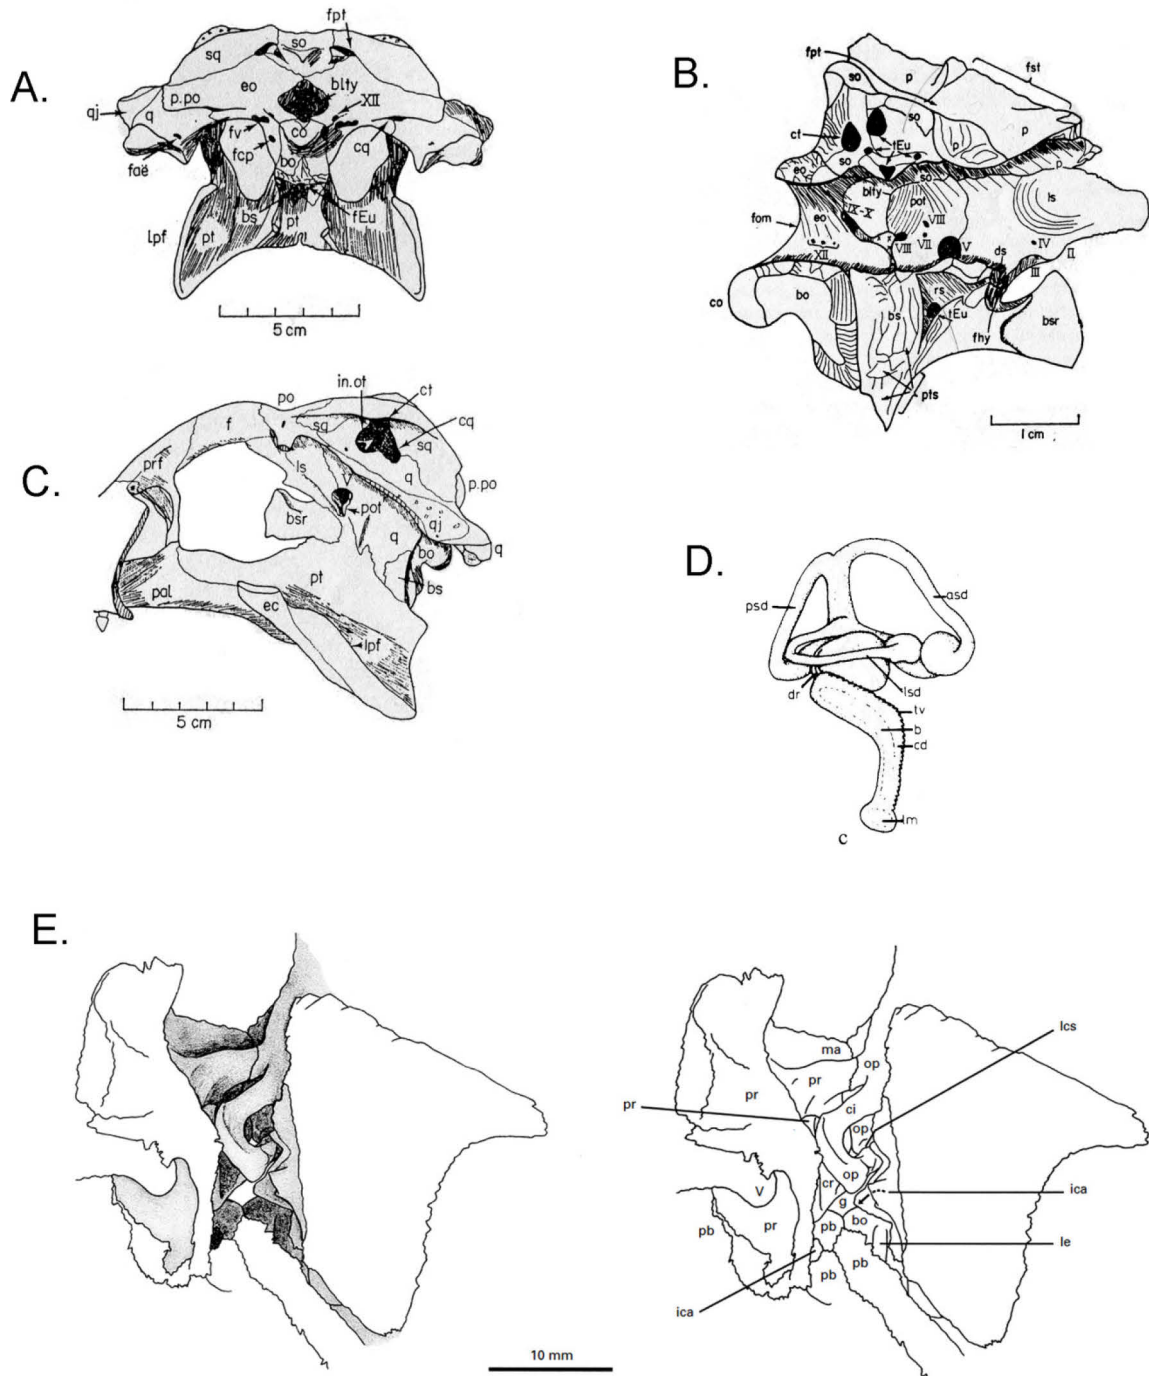 A.
fpt
so
sq
blty
eo
XII
p.po
qj
q
fv
co
fcp
cq
bo
faë
fEu
bs
pt
lpf
pt
5 cm
B.
fpt
p
fst
so
so
ct
p
p
fEu
so
eo
so
p
blty
pot
ls
IX-X
eo
VIII
fom
VIII
VII
V
ds
IV
II
XII
III
rs
co
bo
bs
fEu
fhy
bsr
pts
1 cm
C.
in.ot
ct
po
cq
f
sq
sq
ls
prf
q
p.po
V
pot
qj
bsr
q
q
bo
pt
bs
pal
ec
lpf
5 cm
D.
psd
asd
dr
lsd
tv
b
cd
lm
c
E.
lcs
ma
op
pr
pr
pr
ci
op
cr
op
V
ica
g
pb
pr
pb
bo
le
pb
pb
ica
10 mm